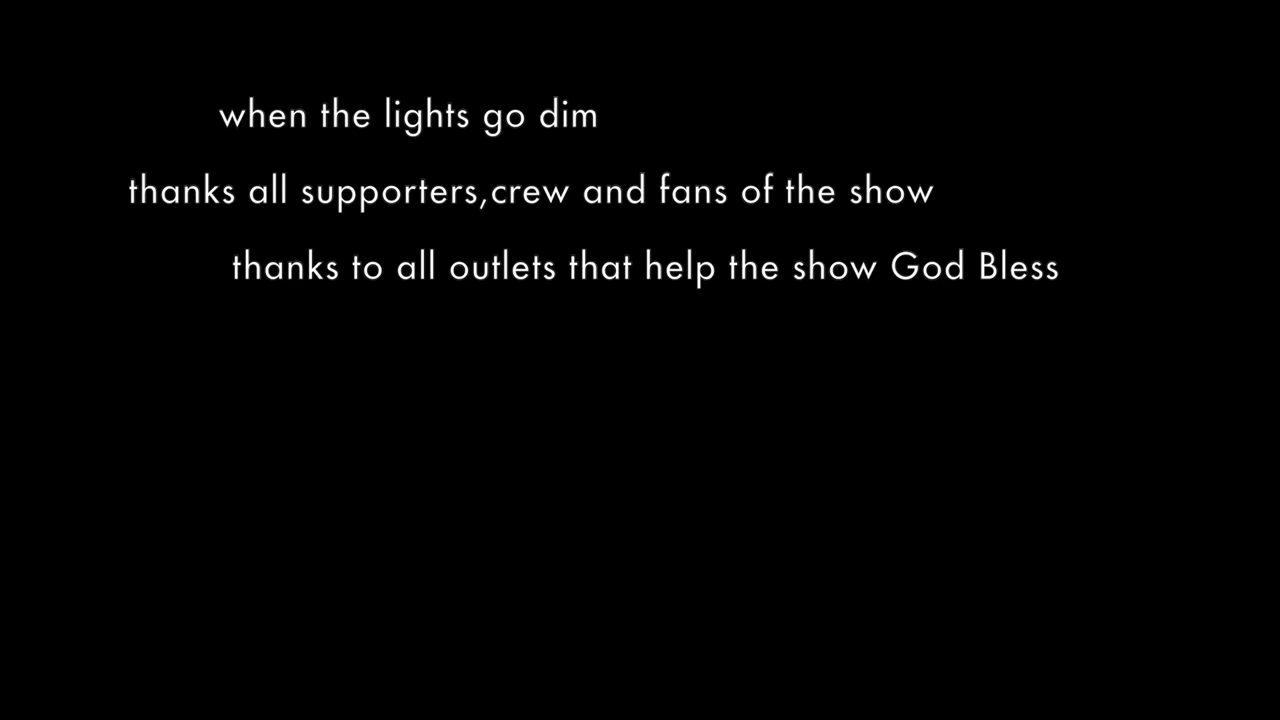 when the lights go dim
thanks all supporters,crew and fans of the show
thanks to all outlets that help the show God Bless